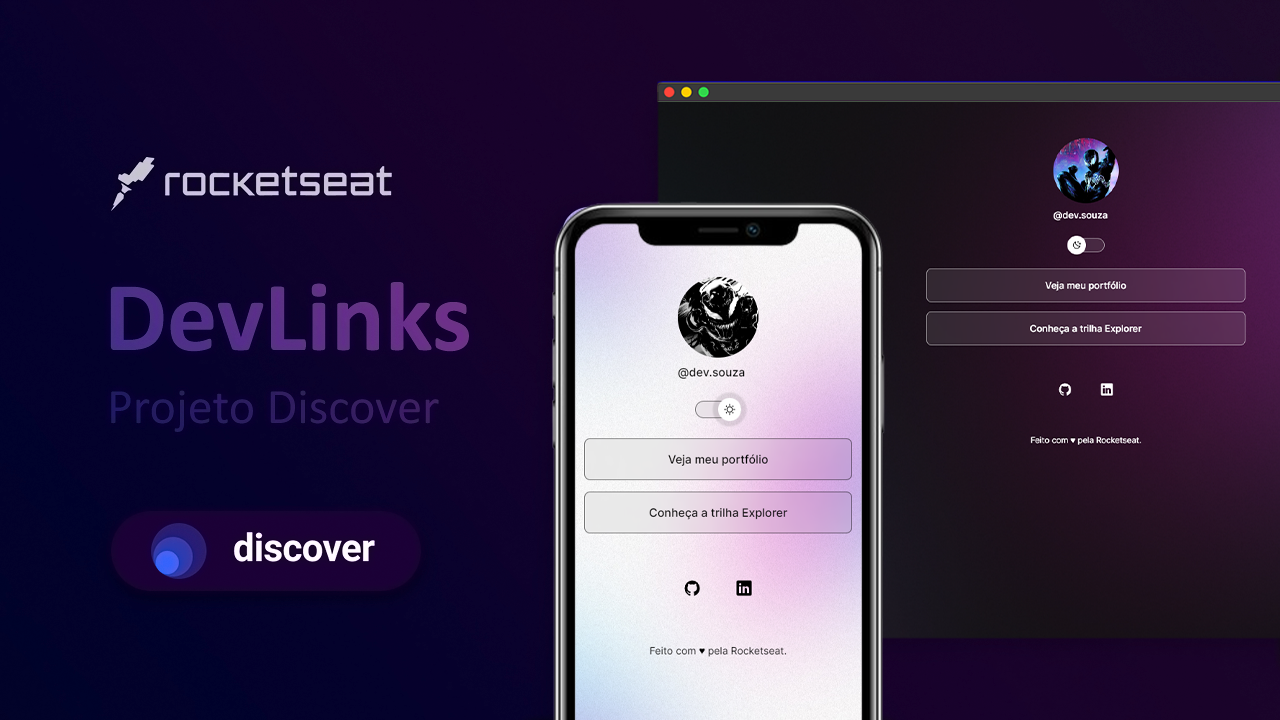 rocketseat
DevLinks
Projeto Discover
discover
@dev.souza
Veja meu portfólio
Conheça a trilha Explorer
Feito com ♥ pela Rocketseat.
@dev.souza
Veja meu portfólio
Conheça a trilha Explorer
Feito com ♥ pela Rocketseat.